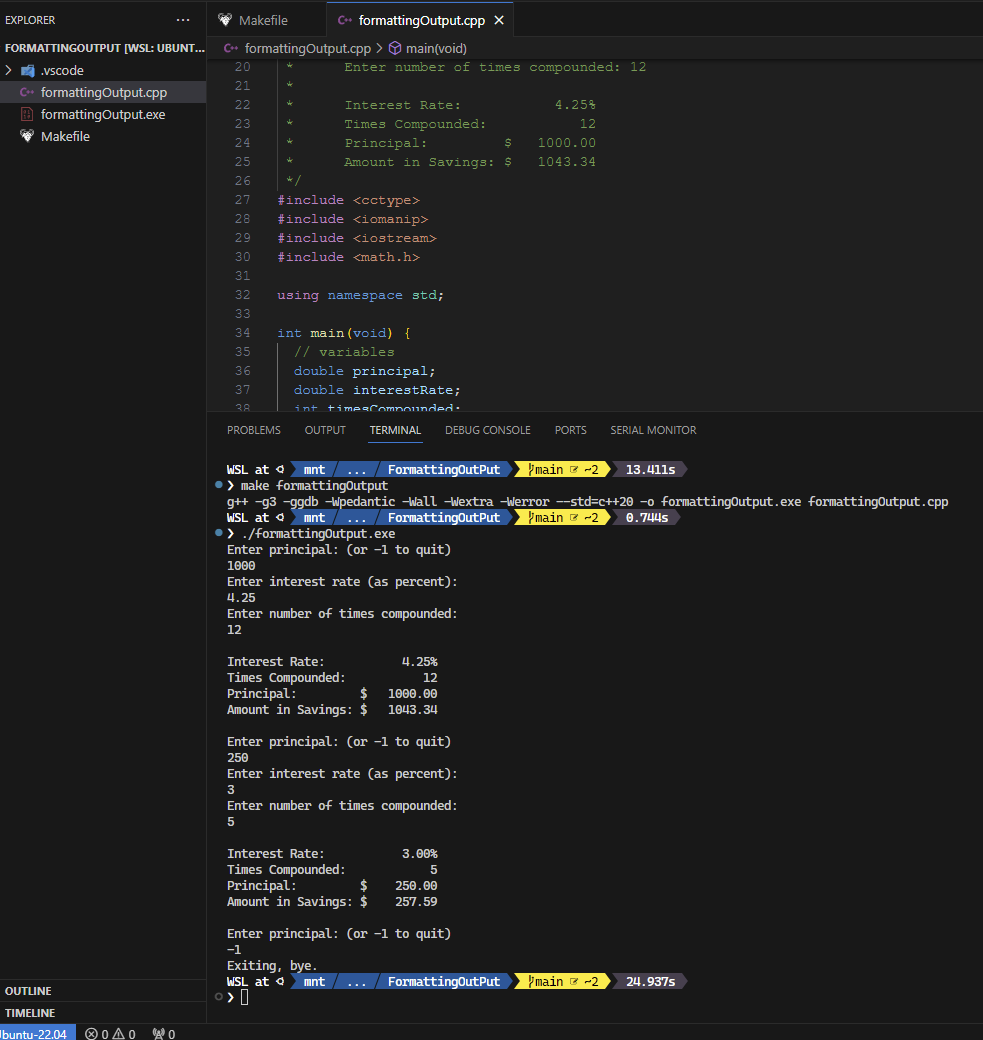 EXPLORER ...
FORMATTINGOUTPUT [WSL: UBUNT...
.vscode
formattingOutput.cpp
formattingOutput.exe
Makefile
OUTLINE
TIMELINE
Makefile
formattingOutput.cpp
formattingOutput.cpp > main(void)
20 * Enter number of times compounded: 12
21 *
22 * Interest Rate: 4.25%
23 * Times Compounded: 12
24 * Principal: $ 1000.00
25 * Amount in Savings: $ 1043.34
26 */
27 #include <cctype>
28 #include <iomanip>
29 #include <iostream>
30 #include <math.h>
31
32 using namespace std;
33
34 int main(void) {
35 // variables
36 double principal;
37 double interestRate;
38 int timesCompounded;
PROBLEMS OUTPUT TERMINAL DEBUG CONSOLE PORTS SERIAL MONITOR
WSL at mnt ... FormattingOutPut main ~2 13.411s
❯ make formattingOutput
g++ -g3 -ggdb -Wpedantic -Wall -Wextra -Werror --std=c++20 -o formattingOutput.exe formattingOutput.cpp
WSL at mnt ... FormattingOutPut main ~2 0.744s
❯ ./formattingOutput.exe
Enter principal: (or -1 to quit)
1000
Enter interest rate (as percent):
4.25
Enter number of times compounded:
12
Interest Rate: 4.25%
Times Compounded: 12
Principal: $ 1000.00
Amount in Savings: $ 1043.34
Enter principal: (or -1 to quit)
250
Enter interest rate (as percent):
3
Enter number of times compounded:
5
Interest Rate: 3.00%
Times Compounded: 5
Principal: $ 250.00
Amount in Savings: $ 257.59
Enter principal: (or -1 to quit)
-1
Exiting, bye.
WSL at mnt ... FormattingOutPut main ~2 24.937s
❯
Ubuntu-22.04 0 0 0